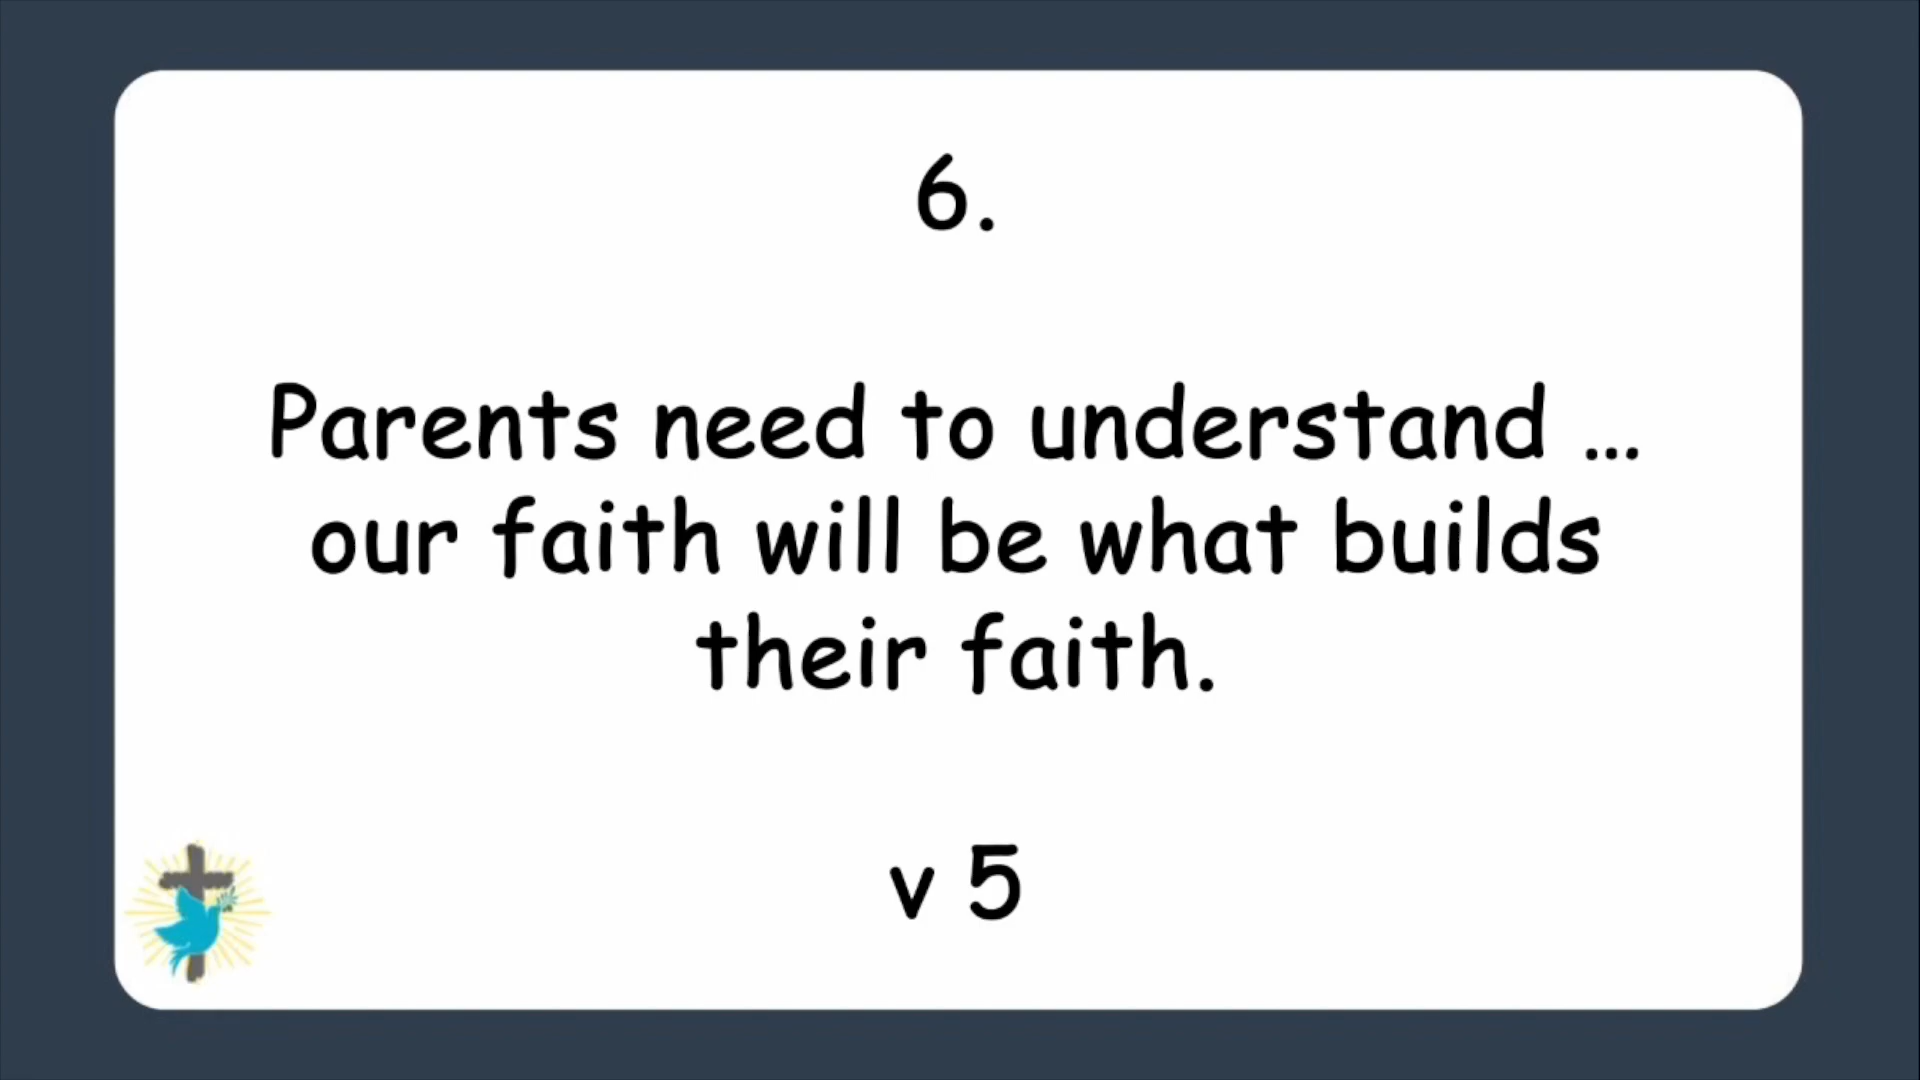 6.
Parents need to understand ...
our faith will be what builds
their faith.
v 5